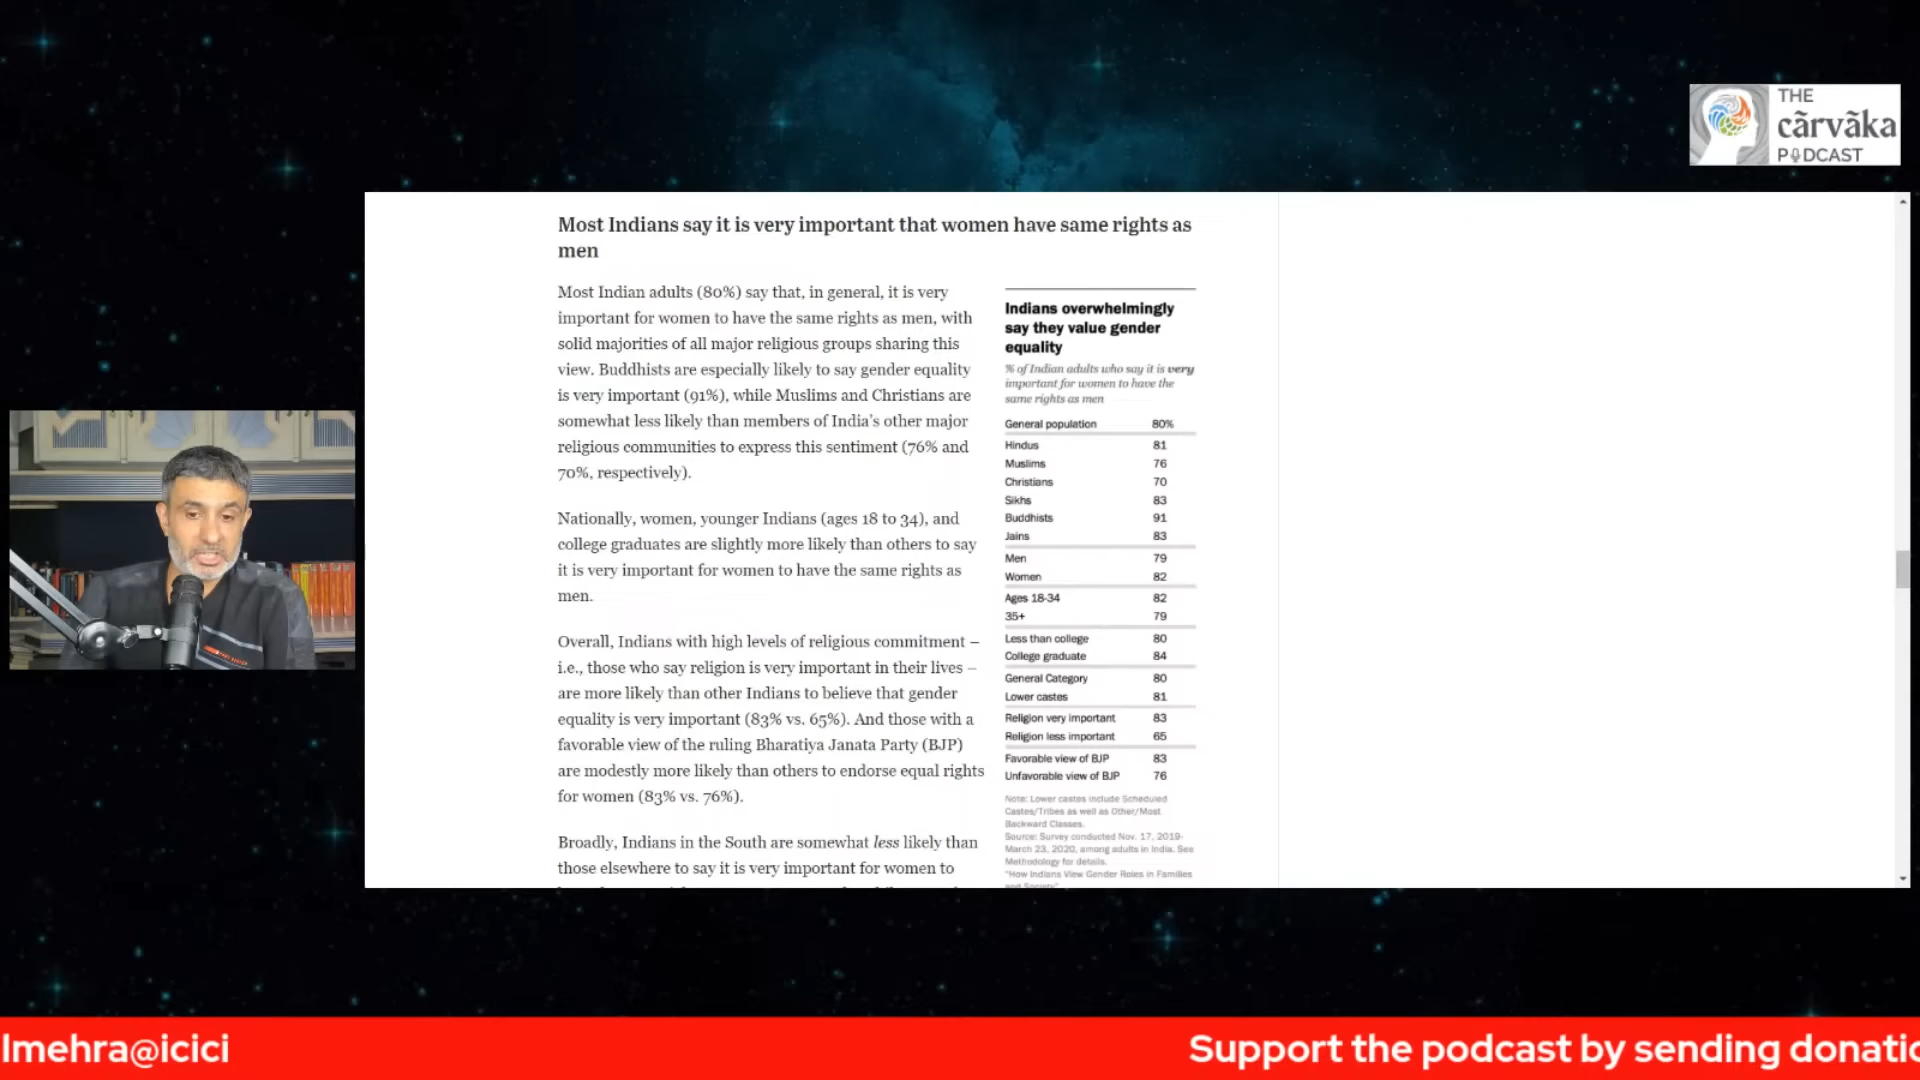 THE
cārvāka
PODCAST
Most Indians say it is very important that women have same rights as
men
Most Indian adults (80%) say that, in general, it is very
important for women to have the same rights as men, with
solid majorities of all major religious groups sharing this
view. Buddhists are especially likely to say gender equality
is very important (91%), while Muslims and Christians are
somewhat less likely than members of India's other major
religious communities to express this sentiment (76% and
70%, respectively).
Nationally, women, younger Indians (ages 18 to 34), and
college graduates are slightly more likely than others to say
it is very important for women to have the same rights as
men.
Overall, Indians with high levels of religious commitment –
i.e., those who say religion is very important in their lives –
are more likely than other Indians to believe that gender
equality is very important (83% vs. 65%). And those with a
favorable view of the ruling Bharatiya Janata Party (BJP)
are modestly more likely than others to endorse equal rights
for women (83% vs. 76%).
Broadly, Indians in the South are somewhat less likely than
those elsewhere to say it is very important for women to
Indians overwhelmingly
say they value gender
equality
% of Indian adults who say it is very
important for women to have the
same rights as men
General population 80%
Hindus 81
Muslims 76
Christians 70
Sikhs 83
Buddhists 91
Jains 83
Men 79
Women 82
Ages 18-34 82
35+ 79
Less than college 80
College graduate 84
General Category 80
Lower castes 81
Religion very important 83
Religion less important 65
Favorable view of BJP 83
Unfavorable view of BJP 76
Note: Lower castes include Scheduled
Castes/Tribes as well as Other/Most
Backward Classes.
Source: Survey conducted Nov. 17, 2019-
March 23, 2020, among adults in India. See
Methodology for details.
"How Indians View Gender Roles in Families
and Society"
lmehra@icici
Support the podcast by sending donatio